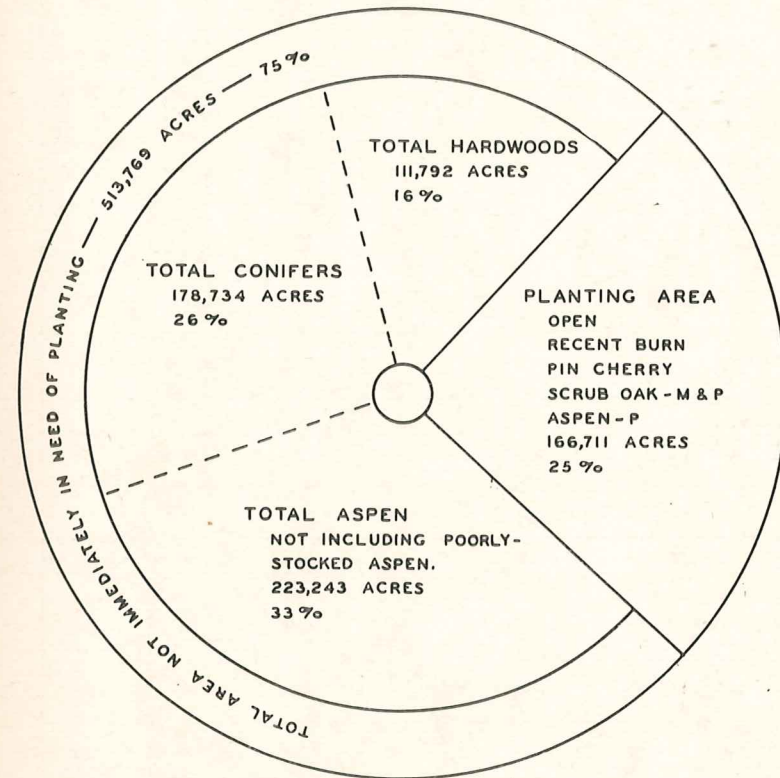 TOTAL AREA NOT IMMEDIATELY IN NEED OF PLANTING — 513,769 ACRES — 75%
TOTAL HARDWOODS
111,792 ACRES
16%
TOTAL CONIFERS
178,734 ACRES
26%
PLANTING AREA
OPEN
RECENT BURN
PIN CHERRY
SCRUB OAK - M & P
ASPEN - P
166,711 ACRES
25%
TOTAL ASPEN
NOT INCLUDING POORLY-
STOCKED ASPEN.
223,243 ACRES
33%